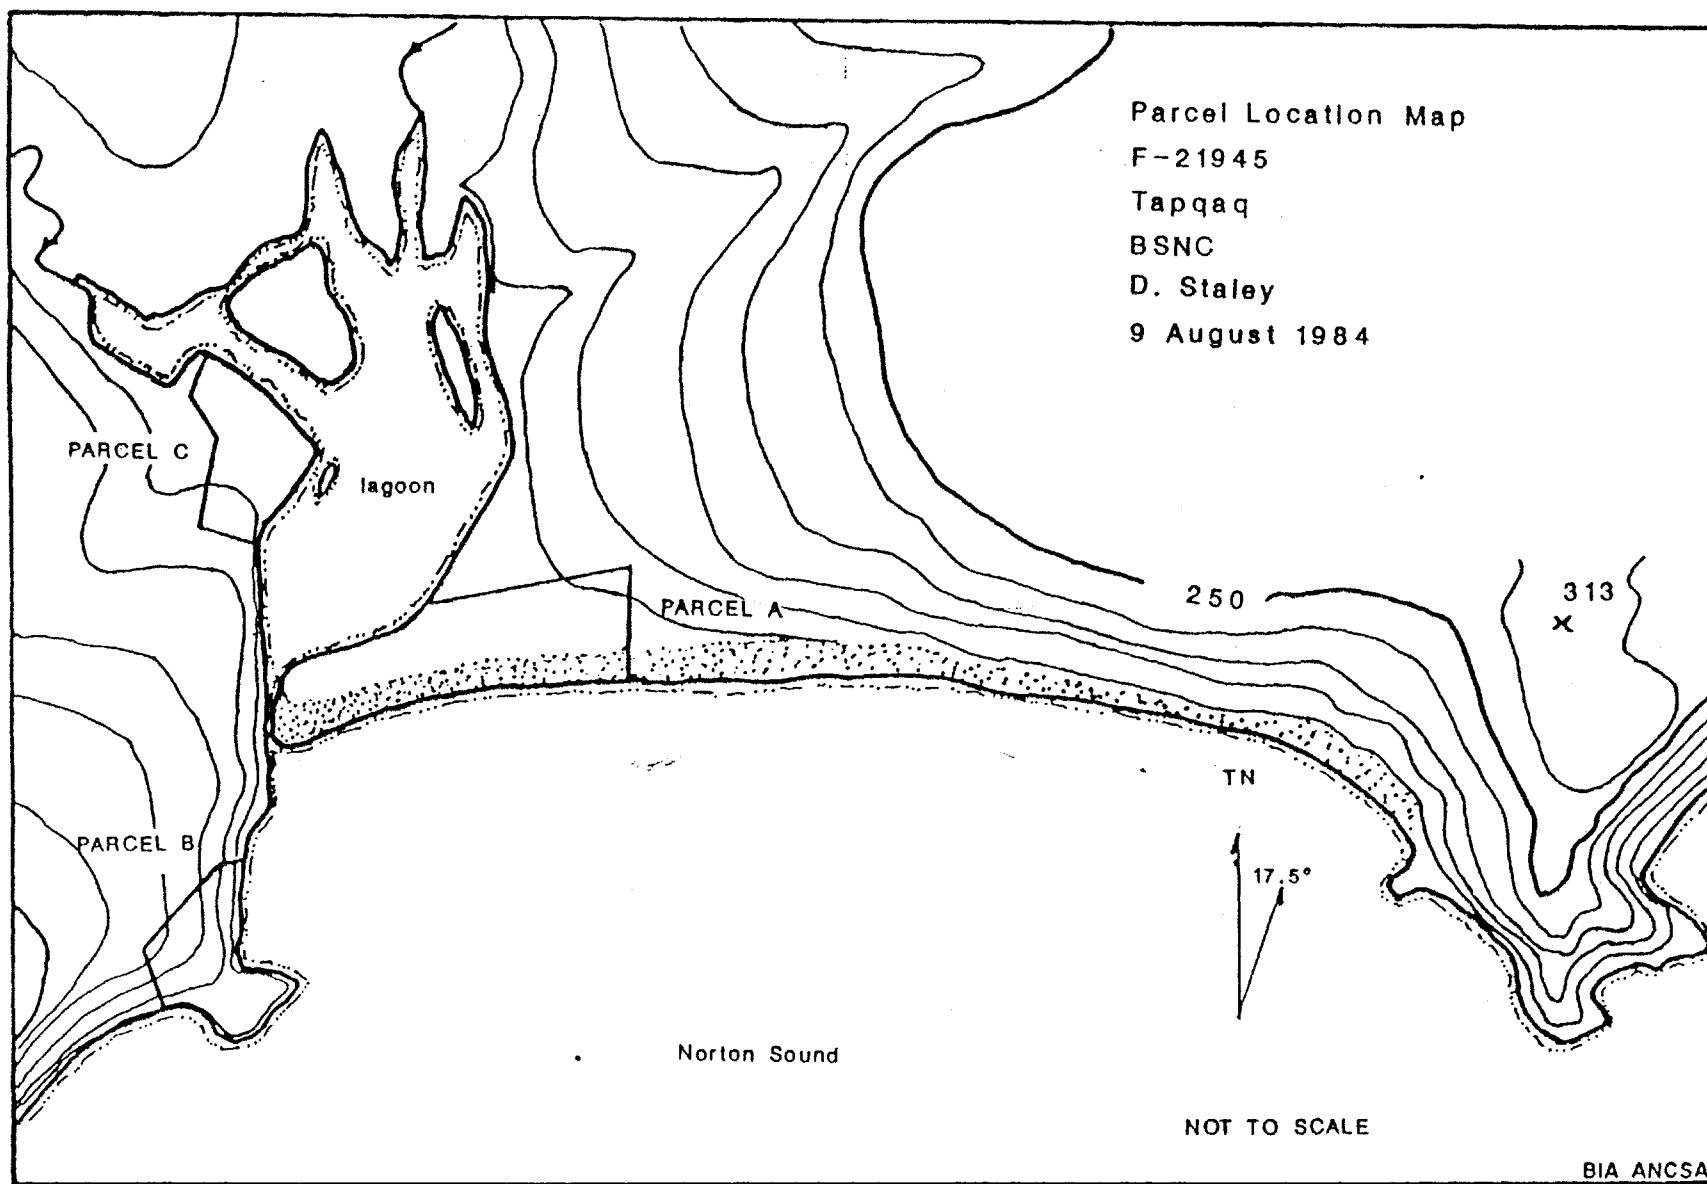 Parcel Location Map
F-21945
Tapqaq
BSNC
D. Staley
9 August 1984
PARCEL C
lagoon
250
313
PARCEL A
TN
17.5°
PARCEL B
Norton Sound
NOT TO SCALE
BIA ANCSA